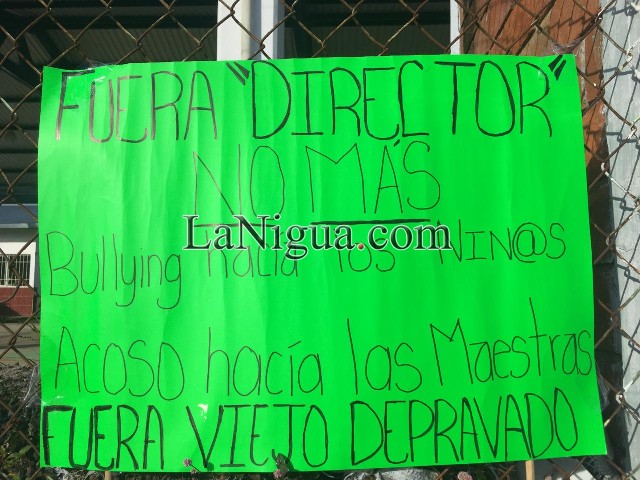 FUERA "DIRECTOR"
NO MÁS
LaNigua.com
Bullying hacia los NIN@S
Acoso hacía las Maestras
FUERA VIEJO DEPRAVADO